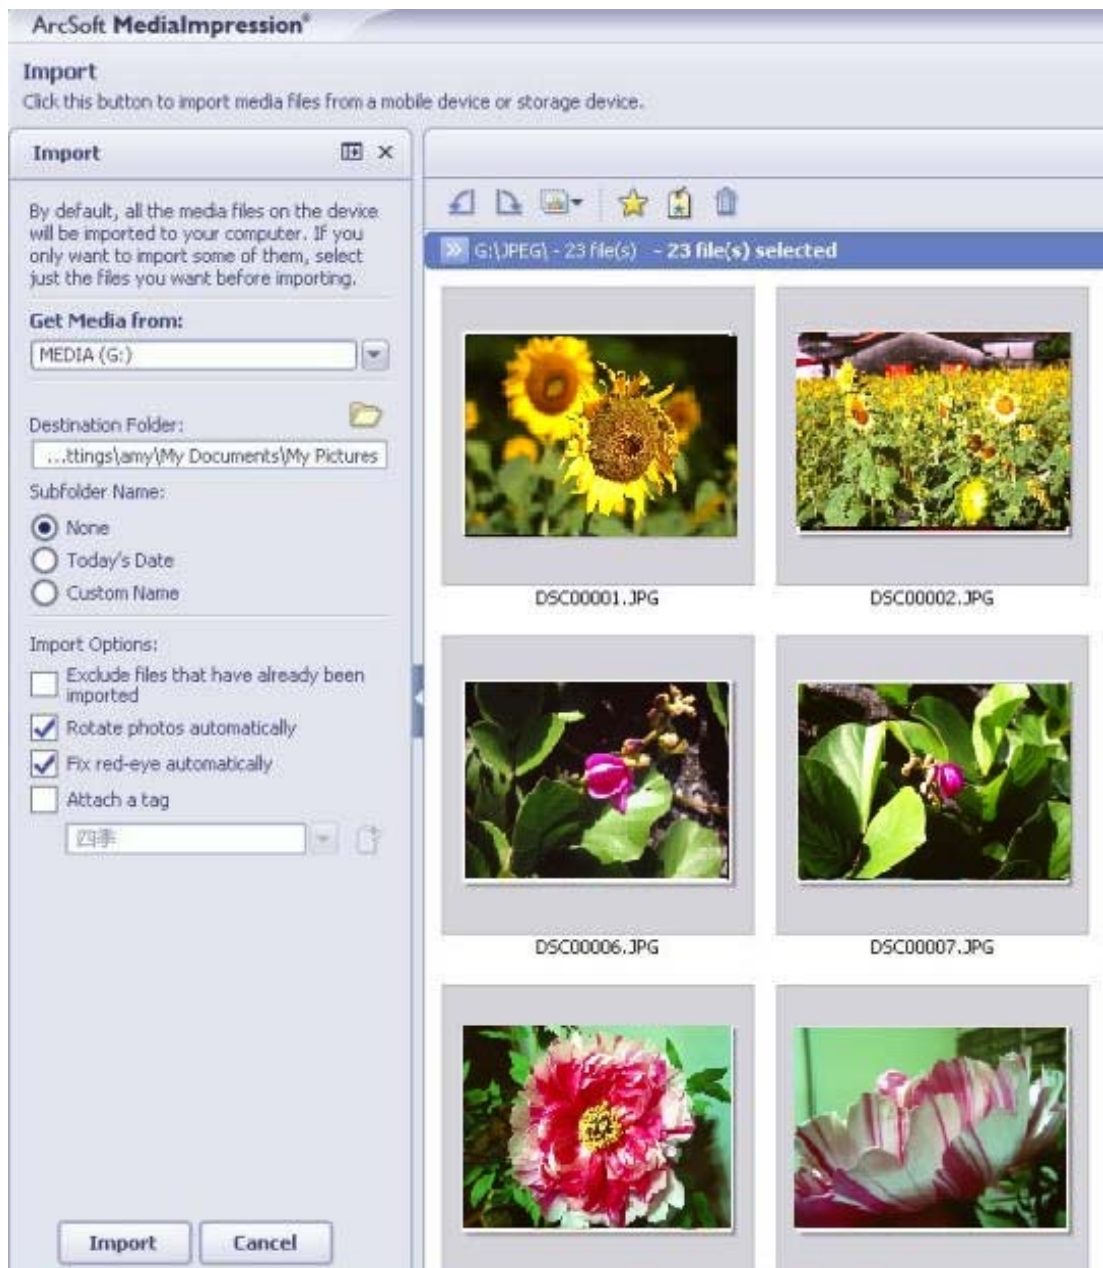 ArcSoft MediaImpression®
Import
Click this button to import media files from a mobile device or storage device.
Import
By default, all the media files on the device
will be imported to your computer. If you
only want to import some of them, select
just the files you want before importing.
Get Media from:
MEDIA (G:)
Destination Folder:
...ttings\amy\My Documents\My Pictures
Subfolder Name:
None
Today's Date
Custom Name
Import Options:
Exclude files that have already been
imported
Rotate photos automatically
Fix red-eye automatically
Attach a tag
四季
Import Cancel
G:\JPEG\ - 23 file(s) - 23 file(s) selected
DSC00001.JPG DSC00002.JPG
DSC00006.JPG DSC00007.JPG